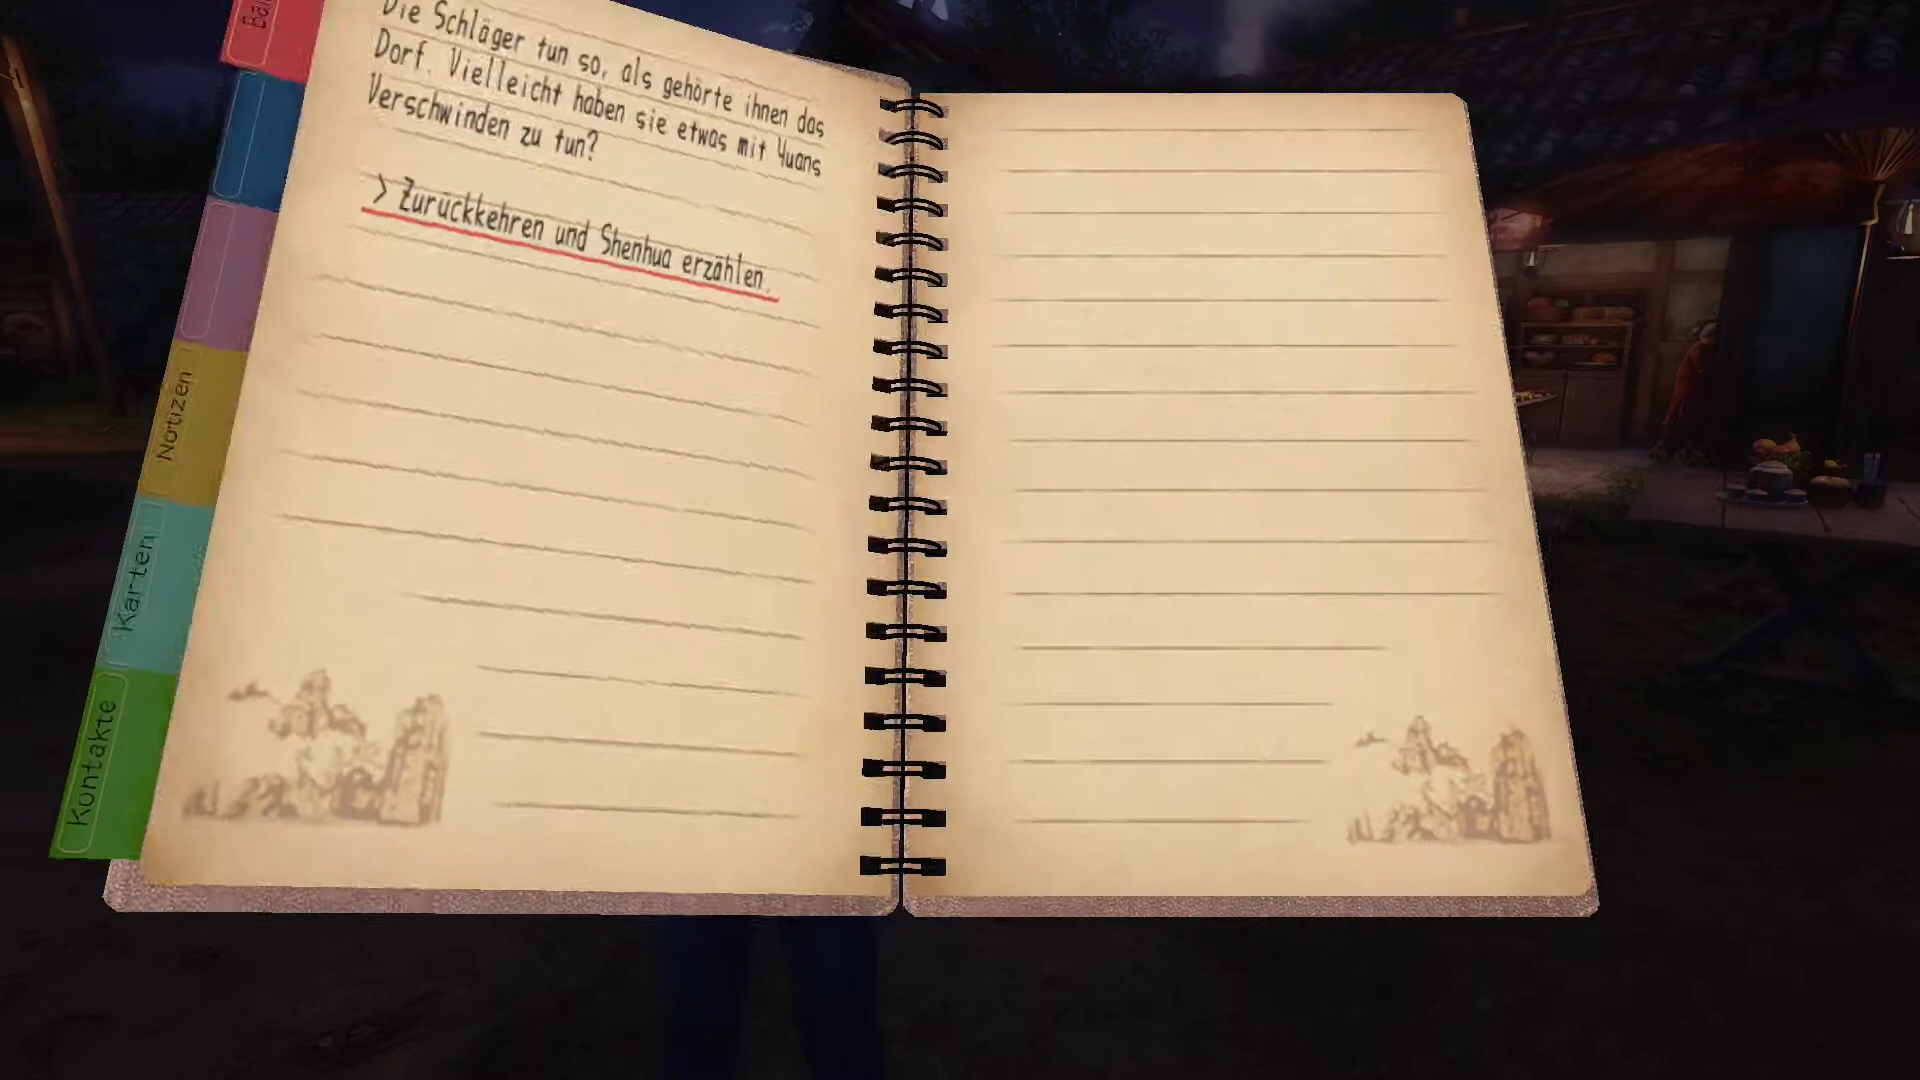 Die Schläger tun so, als gehörte ihnen das
Dorf. Vielleicht haben sie etwas mit Yuans
Verschwinden zu tun?
> Zurückkehren und Shenhua erzählen.
Notizen
Karten
Kontakte